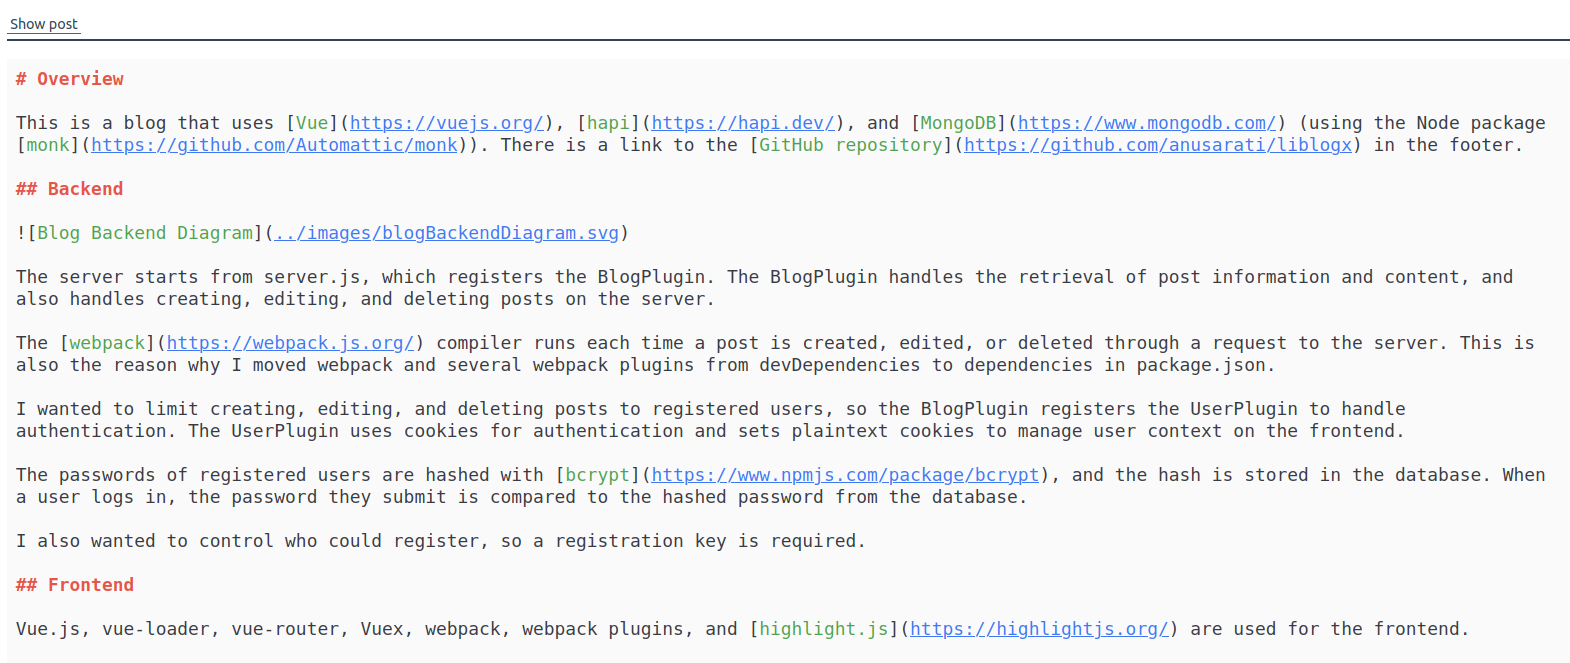 Show post
# Overview
This is a blog that uses [Vue](https://vuejs.org/), [hapi](https://hapi.dev/), and [MongoDB](https://www.mongodb.com/) (using the Node package
[monk](https://github.com/Automattic/monk)). There is a link to the [GitHub repository](https://github.com/anusarati/liblogx) in the footer.
## Backend
![Blog Backend Diagram](../images/blogBackendDiagram.svg)
The server starts from server.js, which registers the BlogPlugin. The BlogPlugin handles the retrieval of post information and content, and
also handles creating, editing, and deleting posts on the server.
The [webpack](https://webpack.js.org/) compiler runs each time a post is created, edited, or deleted through a request to the server. This is
also the reason why I moved webpack and several webpack plugins from devDependencies to dependencies in package.json.
I wanted to limit creating, editing, and deleting posts to registered users, so the BlogPlugin registers the UserPlugin to handle
authentication. The UserPlugin uses cookies for authentication and sets plaintext cookies to manage user context on the frontend.
The passwords of registered users are hashed with [bcrypt](https://www.npmjs.com/package/bcrypt), and the hash is stored in the database. When
a user logs in, the password they submit is compared to the hashed password from the database.
I also wanted to control who could register, so a registration key is required.
## Frontend
Vue.js, vue-loader, vue-router, Vuex, webpack, webpack plugins, and [highlight.js](https://highlightjs.org/) are used for the frontend.